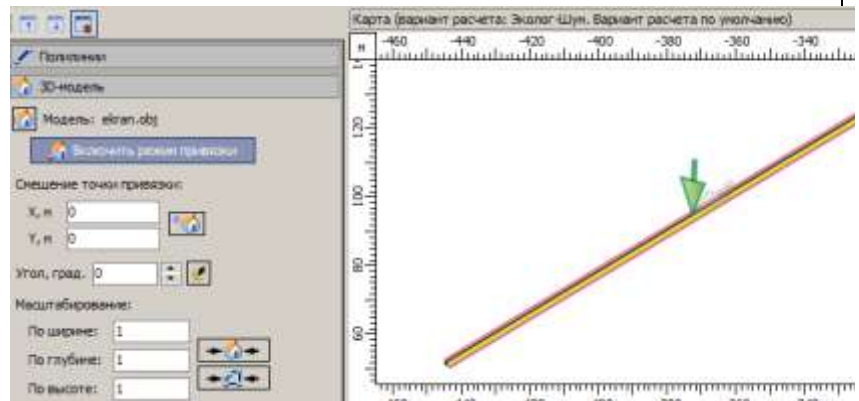 Карта (вариант расчета: Эколог-Шум. Вариант расчета по умолчанию)
Полилинии
3D-модель
Модель: ekran.obj
Включить режим привязки
Смещение точки привязки:
X, м 0
Y, м 0
Угол, град. 0
Масштабирование:
По ширине: 1
По глубине: 1
По высоте: 1
м -460 -440 -420 -400 -380 -360 -340
120
100
80
60